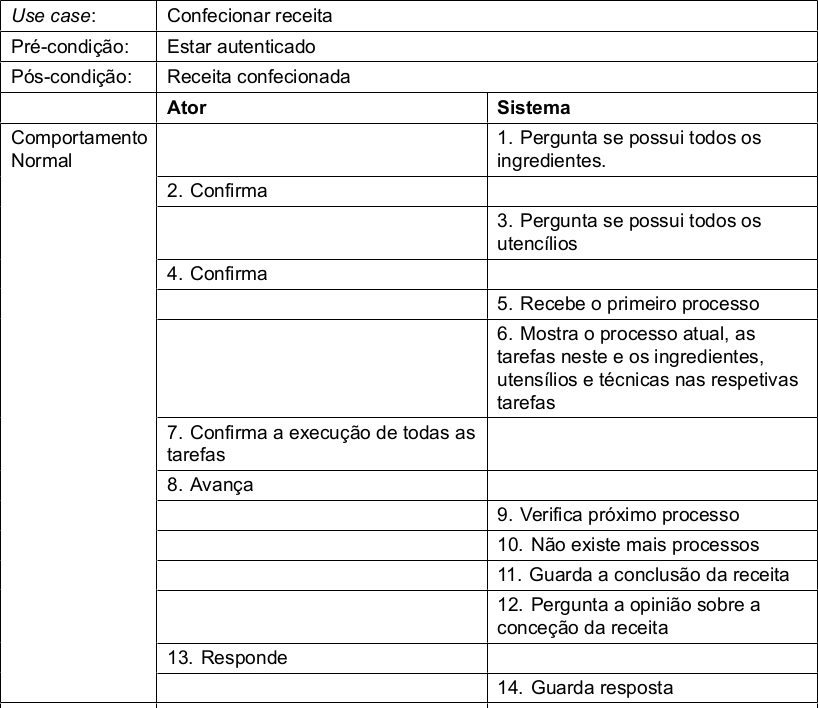 Use case: Confecionar receita
Pré-condição: Estar autenticado
Pós-condição: Receita confecionada
Ator Sistema
Comportamento Normal
1. Pergunta se possui todos os
ingredientes.
2. Confirma
3. Pergunta se possui todos os
utencílios
4. Confirma
5. Recebe o primeiro processo
6. Mostra o processo atual, as
tarefas neste e os ingredientes,
utensílios e técnicas nas respetivas
tarefas
7. Confirma a execução de todas as
tarefas
8. Avança
9. Verifica próximo processo
10. Não existe mais processos
11. Guarda a conclusão da receita
12. Pergunta a opinião sobre a
conceção da receita
13. Responde
14. Guarda resposta